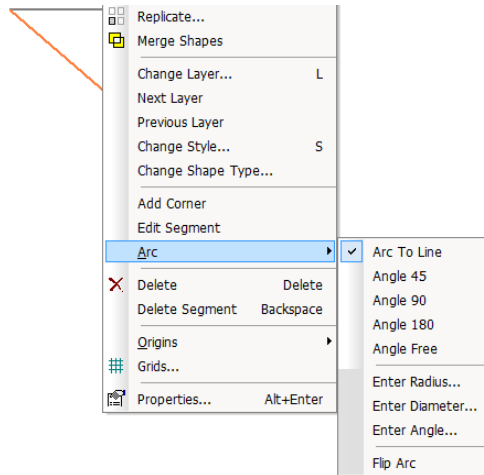 Replicate...
Merge Shapes
Change Layer... L
Next Layer
Previous Layer
Change Style... S
Change Shape Type...
Add Corner
Edit Segment
Arc
Delete Delete
Delete Segment Backspace
Origins
Grids...
Properties... Alt+Enter
Arc To Line
Angle 45
Angle 90
Angle 180
Angle Free
Enter Radius...
Enter Diameter...
Enter Angle...
Flip Arc